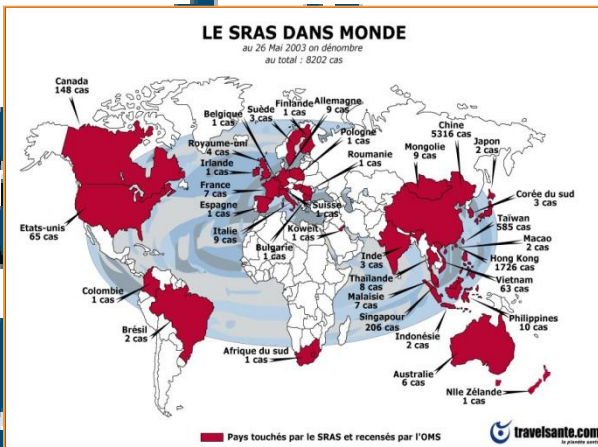 LE SRAS DANS MONDE
au 26 Mai 2003 on dénombre
au total : 8202 cas
Canada
148 cas
Belgique
1 cas
Suède
3 cas
Finlande
1 cas
Allemagne
9 cas
Royaume-uni
4 cas
Irlande
1 cas
France
7 cas
Espagne
1 cas
Italie
9 cas
Bulgarie
1 cas
Pologne
1 cas
Roumanie
1 cas
Suisse
1 cas
Koweit
1 cas
Chine
5316 cas
Mongolie
9 cas
Japon
2 cas
Corée du sud
3 cas
Taïwan
585 cas
Macao
2 cas
Hong Kong
1726 cas
Vietnam
63 cas
Philippines
10 cas
Inde
3 cas
Thaïlande
8 cas
Malaisie
7 cas
Singapour
206 cas
Indonésie
2 cas
Etats-unis
65 cas
Colombie
1 cas
Brésil
2 cas
Afrique du sud
1 cas
Australie
6 cas
Nlle Zélande
1 cas
Pays touchés par le SRAS et recensés par l'OMS
travelsante.com
la planète santé